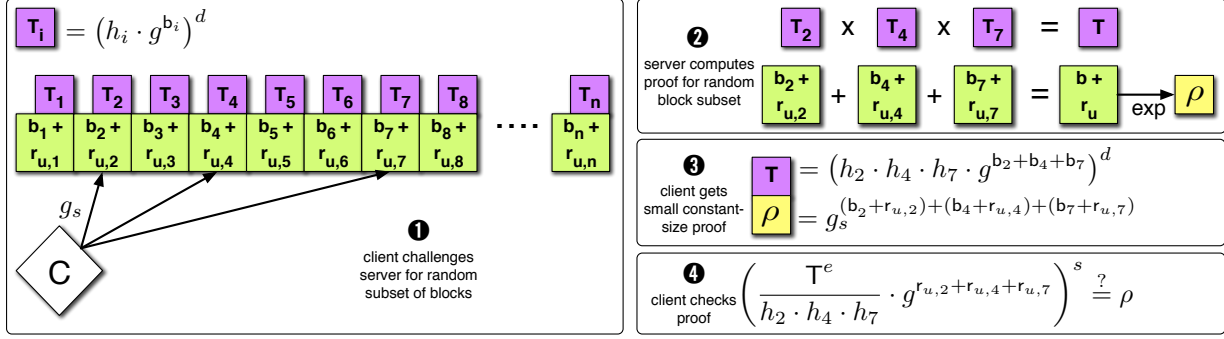 T_i = (h_i · g^{b_i})^d
T_1 T_2 T_3 T_4 T_5 T_6 T_7 T_8 T_n
b_1 + b_2 + b_3 + b_4 + b_5 + b_6 + b_7 + b_8 + .... b_n +
r_{u,1} r_{u,2} r_{u,3} r_{u,4} r_{u,5} r_{u,6} r_{u,7} r_{u,8} r_{u,n}
g_s
C
❶
client challenges
server for random
subset of blocks
❷
server computes
proof for random
block subset
T_2 x T_4 x T_7 = T
b_2 + r_{u,2} + b_4 + r_{u,4} + b_7 + r_{u,7} = b + r_u exp ρ
❸
client gets
small constant-
size proof
T = (h_2 · h_4 · h_7 · g^{b_2+b_4+b_7})^d
ρ = g_s^{(b_2+r_{u,2})+(b_4+r_{u,4})+(b_7+r_{u,7})}
❹
client checks
proof
(T^e / h_2 · h_4 · h_7 · g^{r_{u,2}+r_{u,4}+r_{u,7}})^s ?= ρ